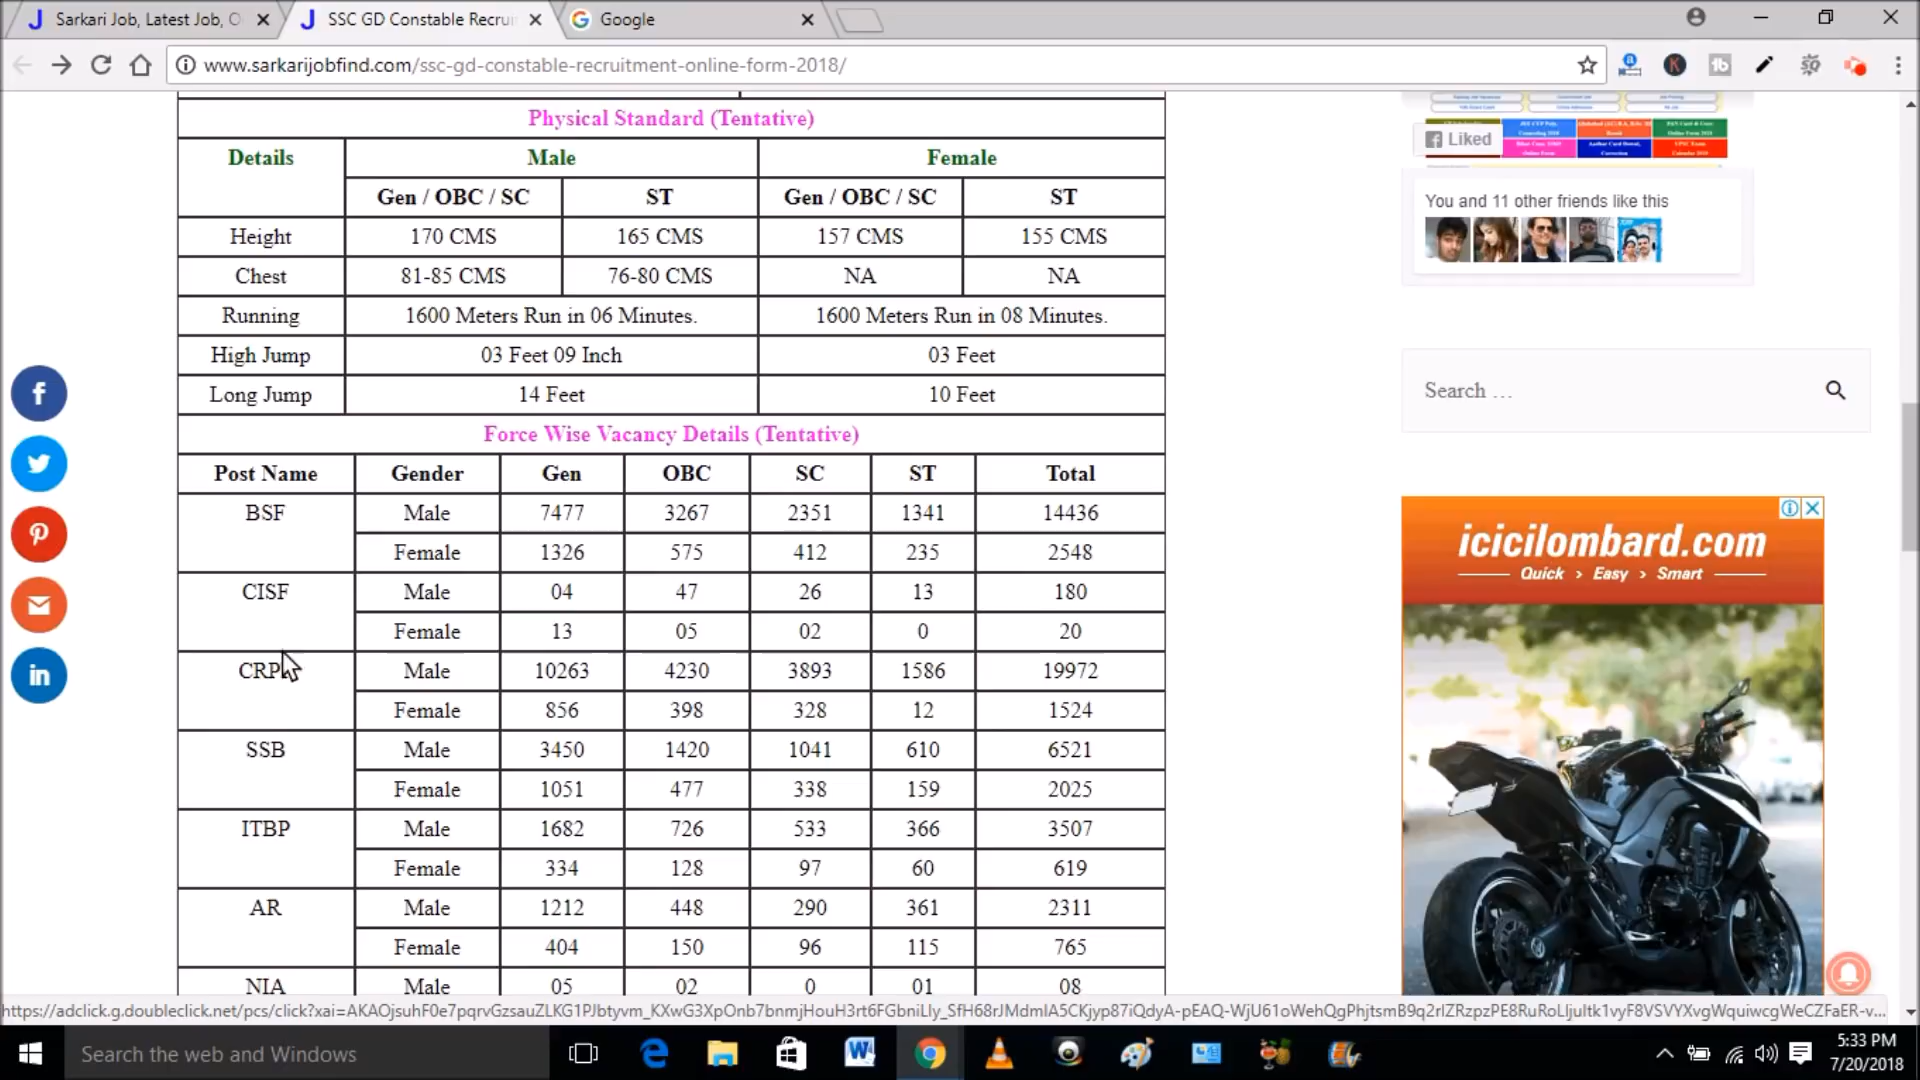 Sarkari Job, Latest Job, O
SSC GD Constable Recrui
Google
www.sarkarijobfind.com/ssc-gd-constable-recruitment-online-form-2018/
Physical Standard (Tentative)
Details Male Female
Gen / OBC / SC ST Gen / OBC / SC ST
Height 170 CMS 165 CMS 157 CMS 155 CMS
Chest 81-85 CMS 76-80 CMS NA NA
Running 1600 Meters Run in 06 Minutes. 1600 Meters Run in 08 Minutes.
High Jump 03 Feet 09 Inch 03 Feet
Long Jump 14 Feet 10 Feet
Force Wise Vacancy Details (Tentative)
Post Name Gender Gen OBC SC ST Total
BSF Male 7477 3267 2351 1341 14436
Female 1326 575 412 235 2548
CISF Male 04 47 26 13 180
Female 13 05 02 0 20
CRP Male 10263 4230 3893 1586 19972
Female 856 398 328 12 1524
SSB Male 3450 1420 1041 610 6521
Female 1051 477 338 159 2025
ITBP Male 1682 726 533 366 3507
Female 334 128 97 60 619
AR Male 1212 448 290 361 2311
Female 404 150 96 115 765
NIA Male 05 02 0 01 08
Liked
You and 11 other friends like this
Search …
icicilombard.com
Quick › Easy › Smart
Search the web and Windows
5:33 PM
7/20/2018